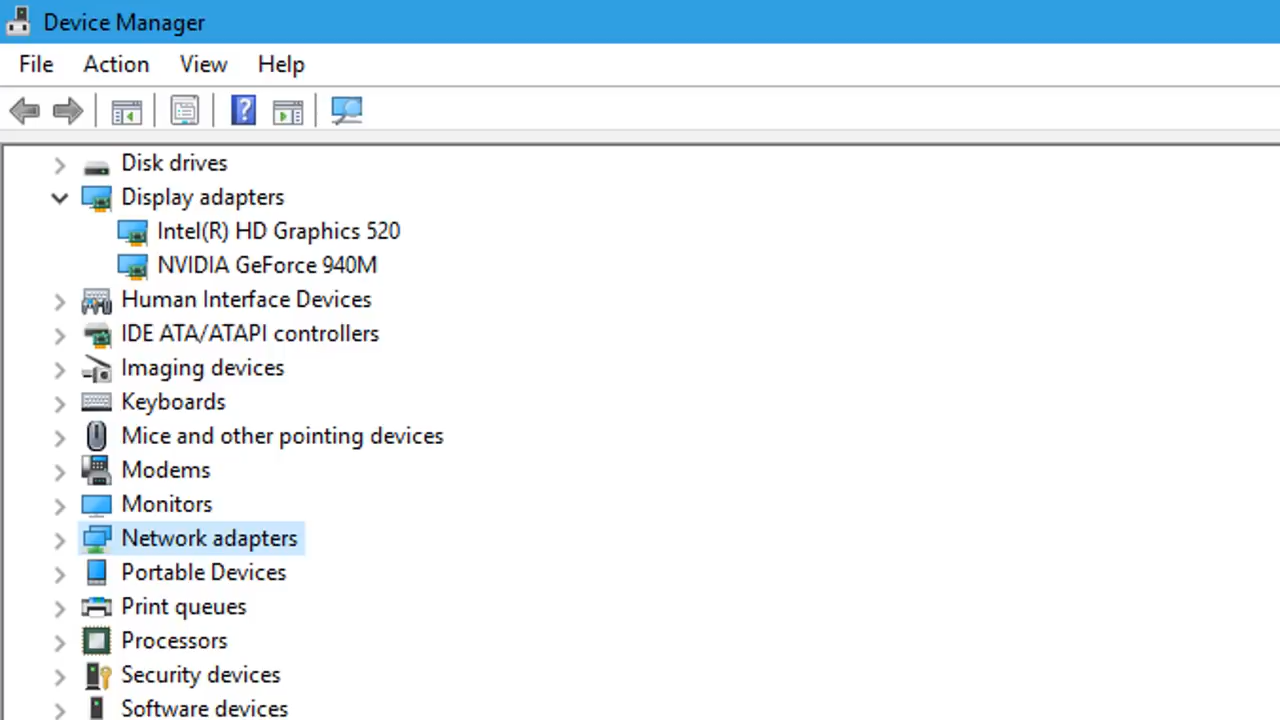 Device Manager
File Action View Help
Disk drives
Display adapters
Intel(R) HD Graphics 520
NVIDIA GeForce 940M
Human Interface Devices
IDE ATA/ATAPI controllers
Imaging devices
Keyboards
Mice and other pointing devices
Modems
Monitors
Network adapters
Portable Devices
Print queues
Processors
Security devices
Software devices